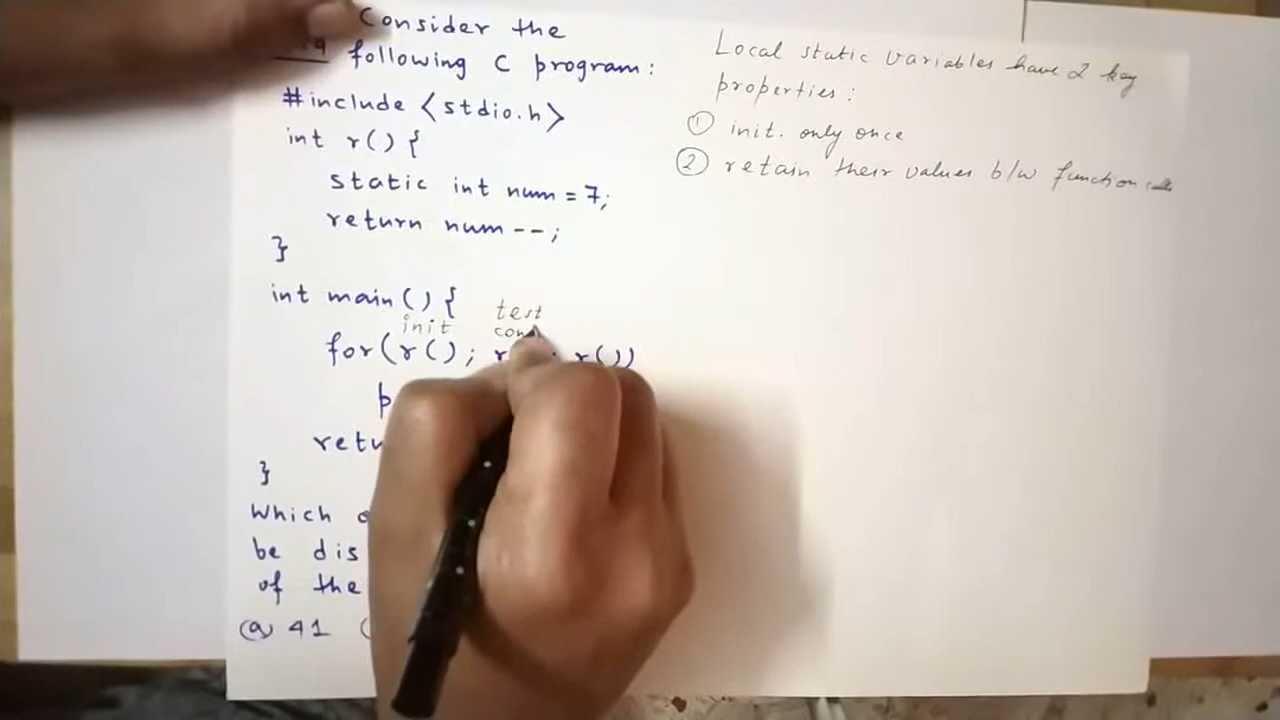 Consider the
following C program:
#include <stdio.h>
int r() {
static int num = 7;
return num --;
}
int main() {
init test
for(r(); r())
}
Which
be dis
of the
(a) 41
Local static variables have 2 key
properties:
① init. only once
② retain their values b/w function calls